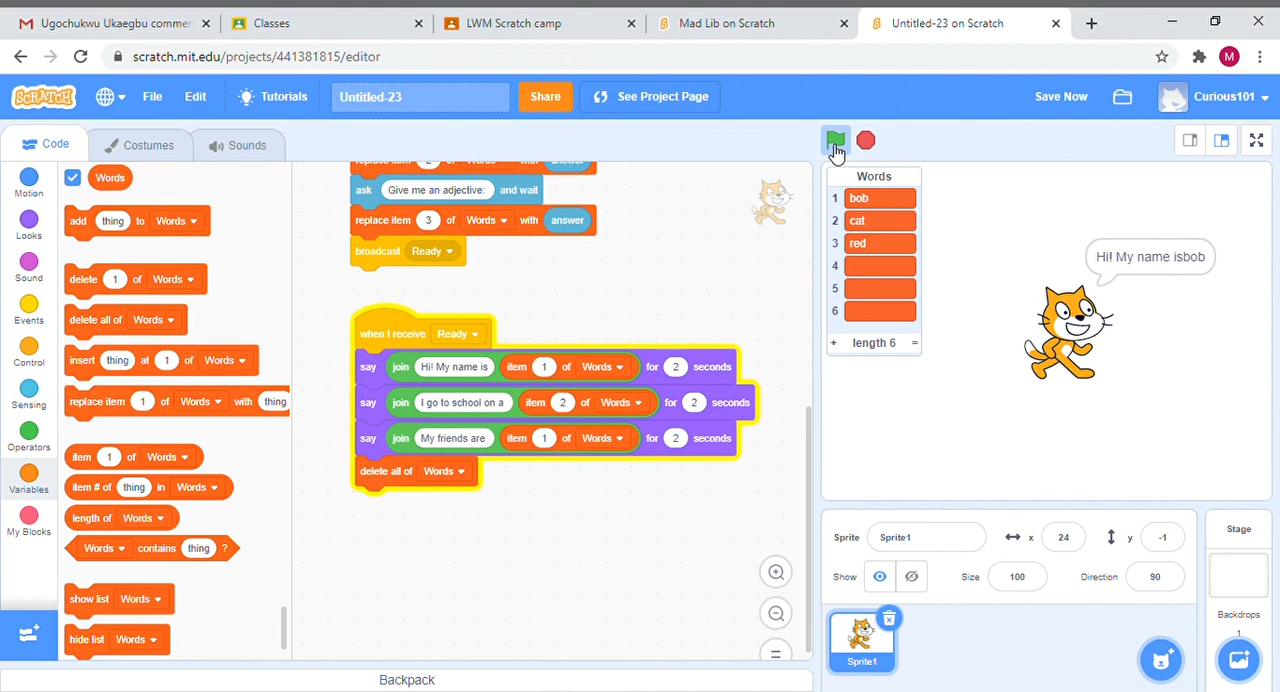 Ugochukwu Ukaegbu commen
Classes
LWM Scratch camp
Mad Lib on Scratch
Untitled-23 on Scratch
scratch.mit.edu/projects/441381815/editor
M
SCRATCH
File
Edit
Tutorials
Untitled-23
Share
See Project Page
Save Now
Curious101
Code
Costumes
Sounds
Motion
Looks
Sound
Events
Control
Sensing
Operators
Variables
My Blocks
Words
add thing to Words
delete 1 of Words
delete all of Words
insert thing at 1 of Words
replace item 1 of Words with thing
item 1 of Words
item # of thing in Words
length of Words
Words contains thing ?
show list Words
hide list Words
replace item 2 of Words with answer
ask Give me an adjective: and wait
replace item 3 of Words with answer
broadcast Ready
when I receive Ready
say join Hi! My name is item 1 of Words for 2 seconds
say join I go to school on a item 2 of Words for 2 seconds
say join My friends are item 1 of Words for 2 seconds
delete all of Words
Words
1 bob
2 cat
3 red
4
5
6
+ length 6 =
Hi! My name isbob
Sprite Sprite1 x 24 y -1
Show Size 100 Direction 90
Sprite1
Stage
Backdrops
1
Backpack